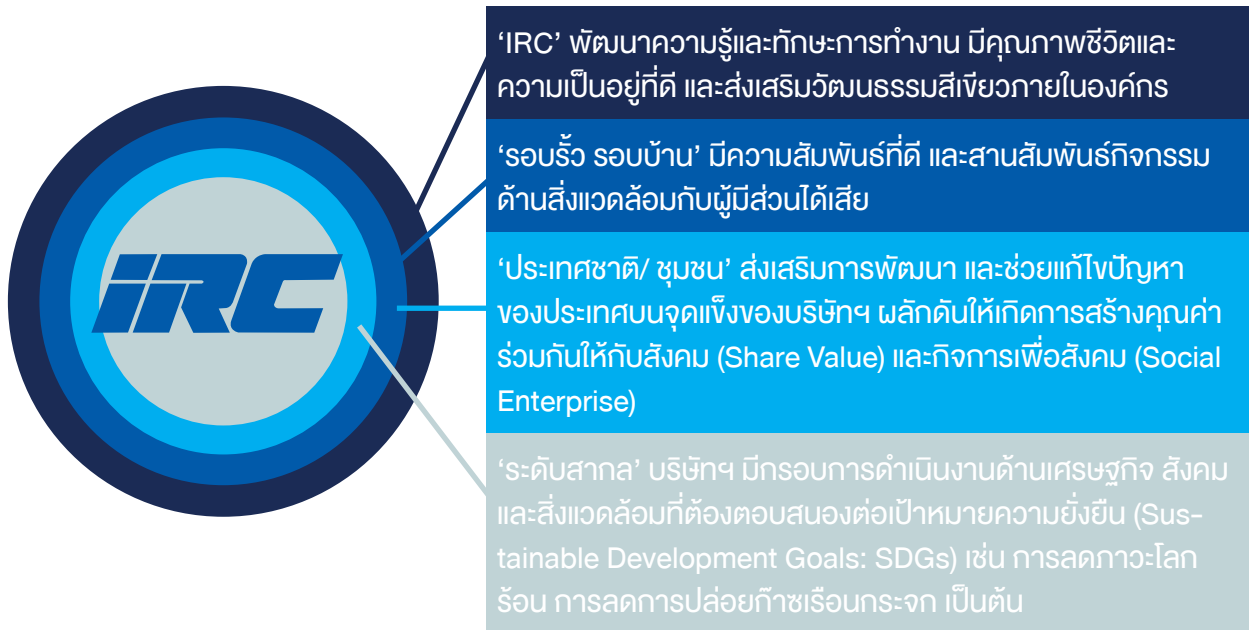 IRC
‘IRC’ พัฒนาความรู้และทักษะการทำงาน มีคุณภาพชีวิตและ
ความเป็นอยู่ที่ดี และส่งเสริมวัฒนธรรมสีเขียวภายในองค์กร
‘รอบรั้ว รอบบ้าน’ มีความสัมพันธ์ที่ดี และสานสัมพันธ์กิจกรรม
ด้านสิ่งแวดล้อมกับผู้มีส่วนได้เสีย
‘ประเทศชาติ/ ชุมชน’ ส่งเสริมการพัฒนา และช่วยแก้ไขปัญหา
ของประเทศบนจุดแข็งของบริษัทฯ ผลักดันให้เกิดการสร้างคุณค่า
ร่วมกันให้กับสังคม (Share Value) และกิจการเพื่อสังคม (Social
Enterprise)
‘ระดับสากล’ บริษัทฯ มีกรอบการดำเนินงานด้านเศรษฐกิจ สังคม
และสิ่งแวดล้อมที่ต้องตอบสนองต่อเป้าหมายความยั่งยืน (Sus-
tainable Development Goals: SDGs) เช่น การลดภาวะโลก
ร้อน การลดการปล่อยก๊าซเรือนกระจก เป็นต้น